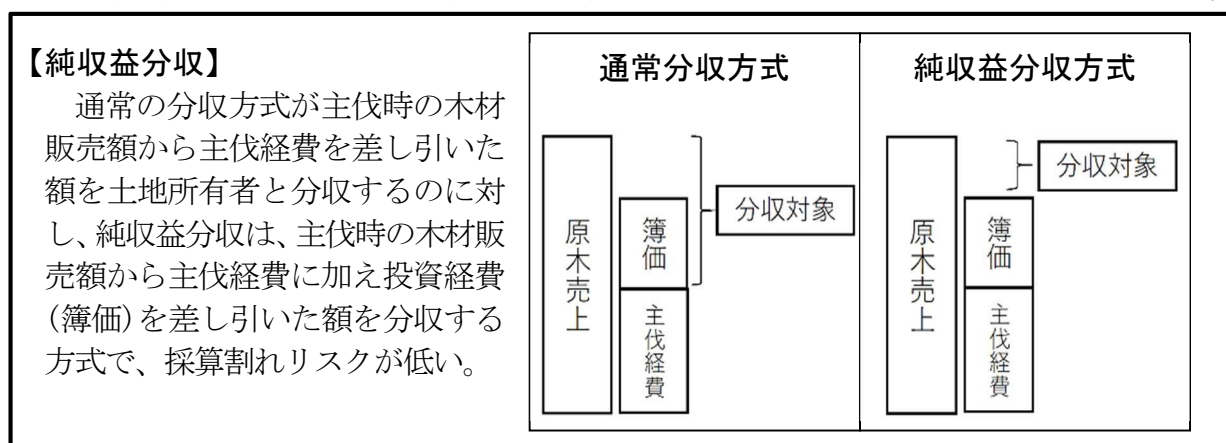 【純収益分収】
通常の分収方式が主伐時の木材
販売額から主伐経費を差し引いた
額を土地所有者と分収するのに対
し、純収益分収は、主伐時の木材販
売額から主伐経費に加え投資経費
(簿価)を差し引いた額を分収する
方式で、採算割れリスクが低い。
通常分収方式
原木売上
簿価
主伐経費
分収対象
純収益分収方式
原木売上
簿価
主伐経費
分収対象